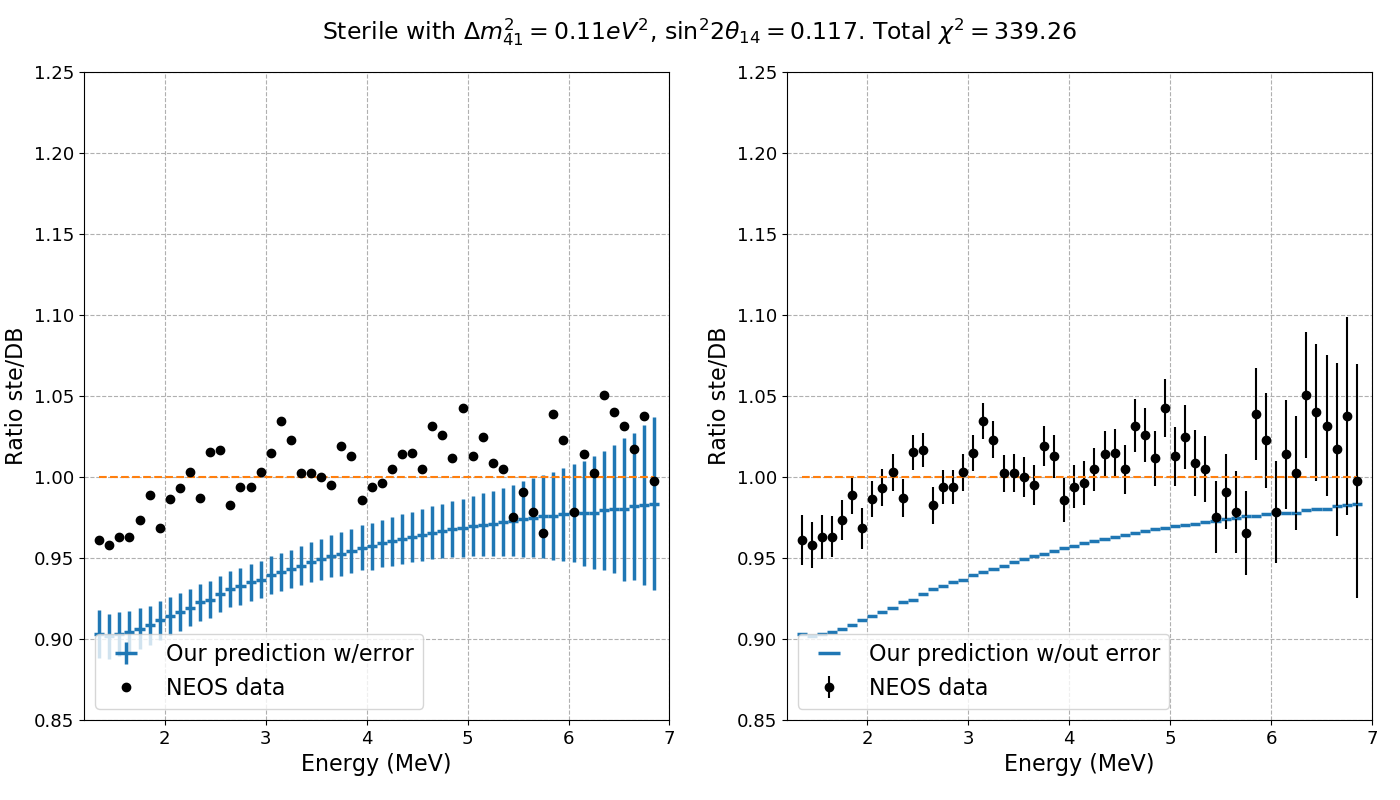 Sterile with Δm²₄₁ = 0.11eV², sin²2θ₁₄ = 0.117. Total χ² = 339.26
1.25
1.20
1.15
1.10
1.05
1.00
0.95
0.90
0.85
Ratio ste/DB
Our prediction w/error
NEOS data
2 3 4 5 6 7
Energy (MeV)
1.25
1.20
1.15
1.10
1.05
1.00
0.95
0.90
0.85
Ratio ste/DB
Our prediction w/out error
NEOS data
2 3 4 5 6 7
Energy (MeV)